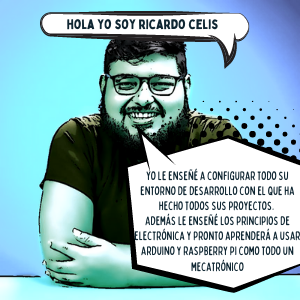 HOLA YO SOY RICARDO CELIS
YO LE ENSEÑÉ A CONFIGURAR TODO SU
ENTORNO DE DESARROLLO CON EL QUE HA
HECHO TODOS SUS PROYECTOS.
ADEMÁS LE ENSEÑÉ LOS PRINCIPIOS DE
ELECTRÓNICA Y PRONTO APRENDERÁ A USAR
ARDUINO Y RASPBERRY PI COMO TODO UN
MECATRÓNICO